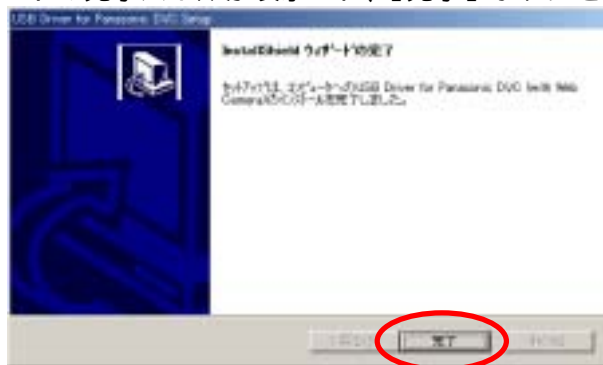 USB Driver for Panasonic DVC Setup
InstallShield ウィザードの完了
セットアップは、コンピュータへのUSB Driver for Panasonic DVC (with Web
Camera)のインストールを完了しました。
完了